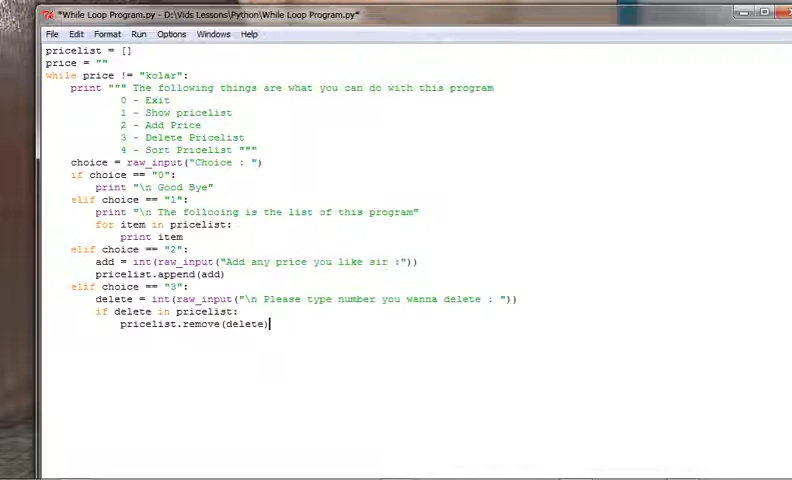 *While Loop Program.py - D:\Vids Lessons\Python\While Loop Program.py*
File Edit Format Run Options Windows Help
pricelist = []
price = ""
while price != "kolar":
    print """ The following things are what you can do with this program
            0 - Exit
            1 - Show pricelist
            2 - Add Price
            3 - Delete Pricelist
            4 - Sort Pricelist """
    choice = raw_input("Choice : ")
    if choice == "0":
        print "\n Good Bye"
    elif choice == "1":
        print "\n The follooing is the list of this program"
        for item in pricelist:
            print item
    elif choice == "2":
        add = int(raw_input("Add any price you like sir :"))
        pricelist.append(add)
    elif choice == "3":
        delete = int(raw_input("\n Please type number you wanna delete : "))
        if delete in pricelist:
            pricelist.remove(delete)